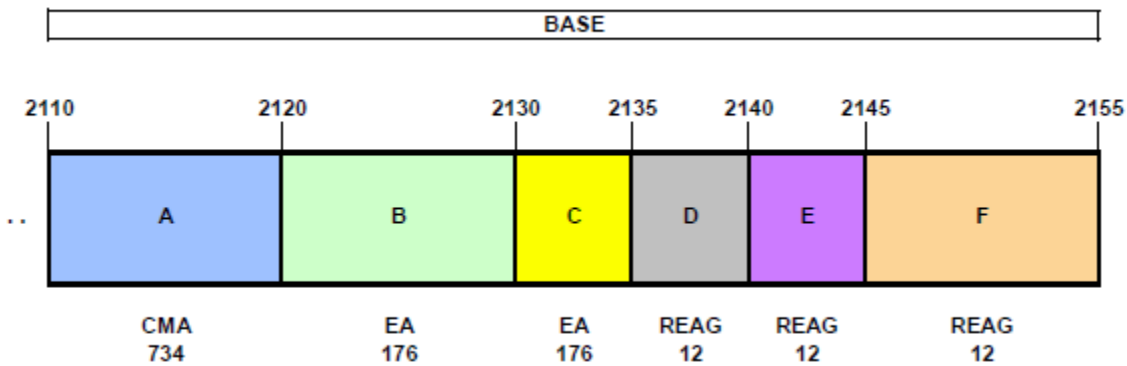 BASE
2110 2120 2130 2135 2140 2145 2155
.. A B C D E F
CMA EA EA REAG REAG REAG
734 176 176 12 12 12